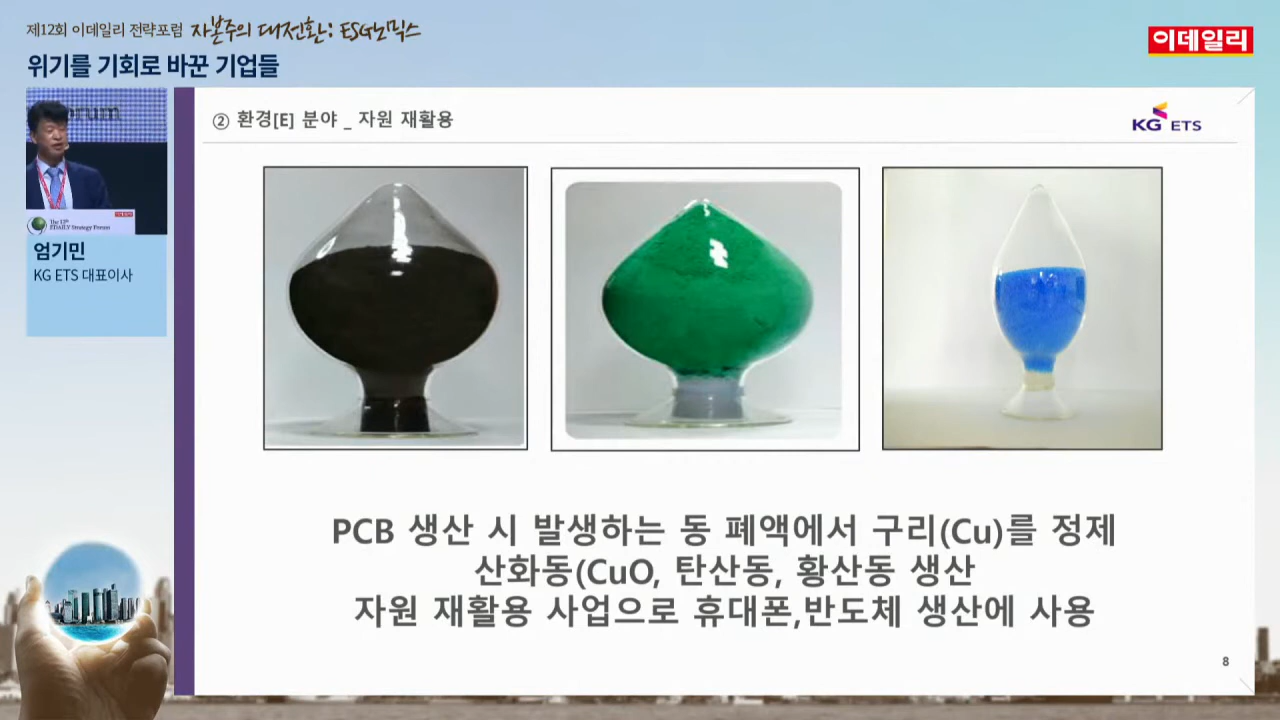 제12회 이데일리 전략포럼 자본주의 대전환: ESG노믹스
이데일리
위기를 기회로 바꾼 기업들
② 환경[E] 분야 _ 자원 재활용
KG ETS
The 12th
EDAILY Strategy Forum
엄기민
KG ETS 대표이사
PCB 생산 시 발생하는 동 폐액에서 구리(Cu)를 정제
산화동(CuO, 탄산동, 황산동 생산
자원 재활용 사업으로 휴대폰,반도체 생산에 사용
8